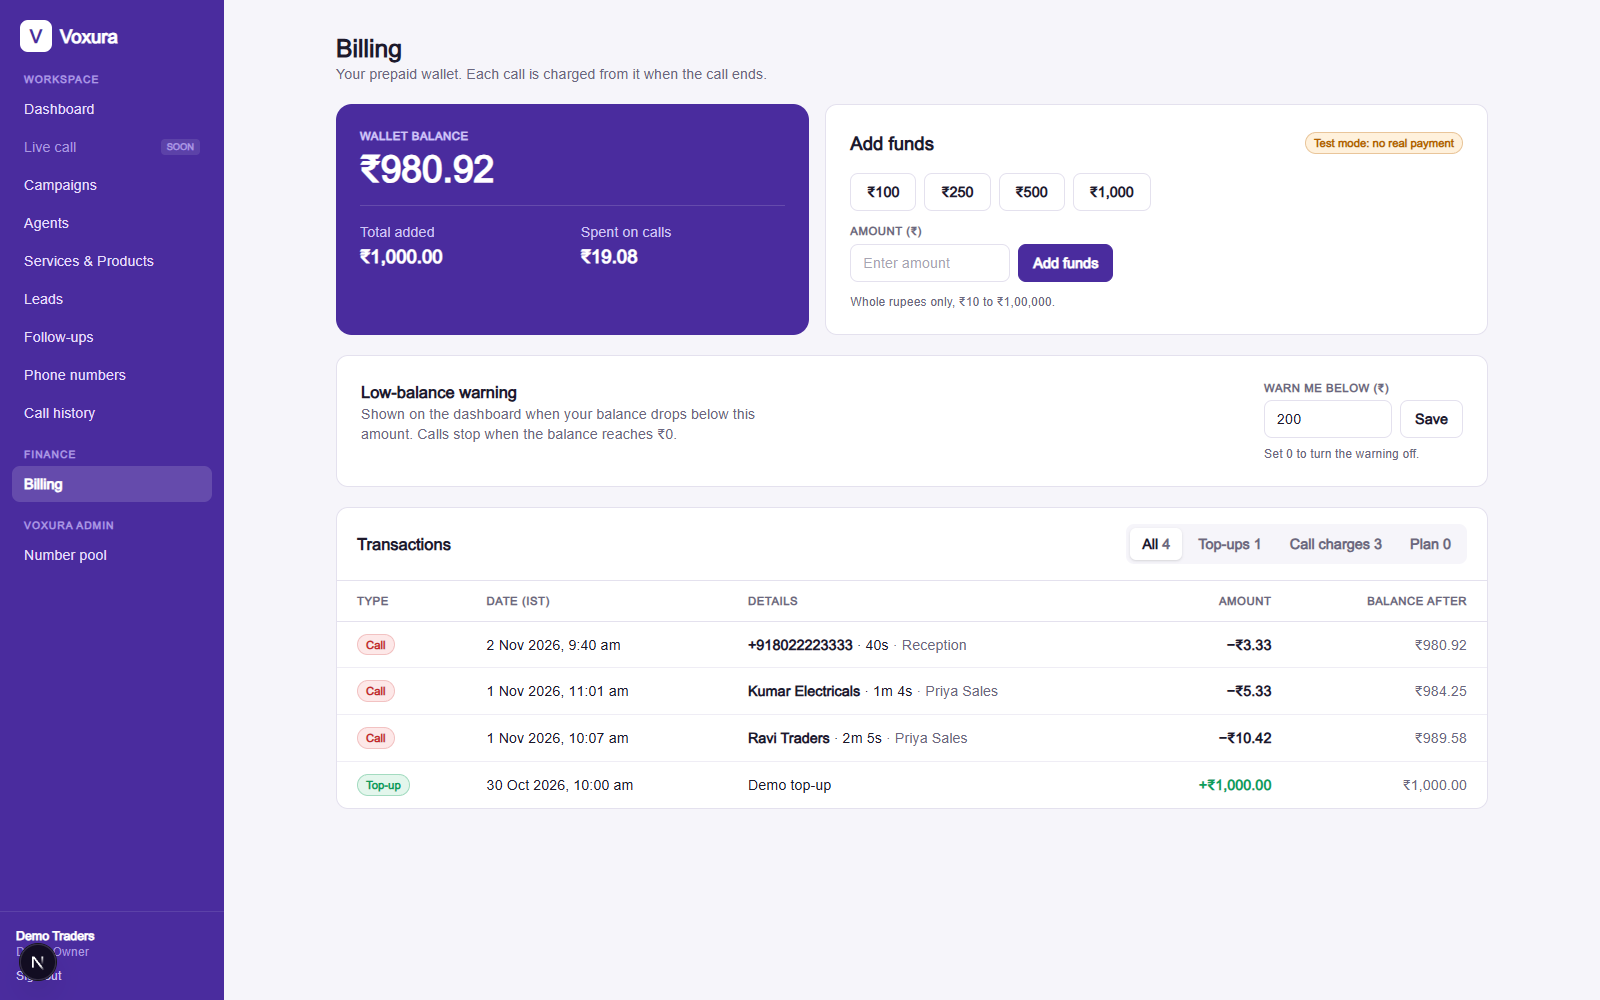 V Voxura
WORKSPACE
Dashboard
Live call SOON
Campaigns
Agents
Services & Products
Leads
Follow-ups
Phone numbers
Call history
FINANCE
Billing
VOXURA ADMIN
Number pool
Demo Traders
Owner
N
Billing
Your prepaid wallet. Each call is charged from it when the call ends.
WALLET BALANCE
₹980.92
Total added Spent on calls
₹1,000.00 ₹19.08
Add funds Test mode: no real payment
₹100 ₹250 ₹500 ₹1,000
AMOUNT (₹)
Enter amount Add funds
Whole rupees only, ₹10 to ₹1,00,000.
Low-balance warning
Shown on the dashboard when your balance drops below this
amount. Calls stop when the balance reaches ₹0.
WARN ME BELOW (₹)
200 Save
Set 0 to turn the warning off.
Transactions All 4 Top-ups 1 Call charges 3 Plan 0
TYPE DATE (IST) DETAILS AMOUNT BALANCE AFTER
Call 2 Nov 2026, 9:40 am +918022223333 · 40s · Reception −₹3.33 ₹980.92
Call 1 Nov 2026, 11:01 am Kumar Electricals · 1m 4s · Priya Sales −₹5.33 ₹984.25
Call 1 Nov 2026, 10:07 am Ravi Traders · 2m 5s · Priya Sales −₹10.42 ₹989.58
Top-up 30 Oct 2026, 10:00 am Demo top-up +₹1,000.00 ₹1,000.00